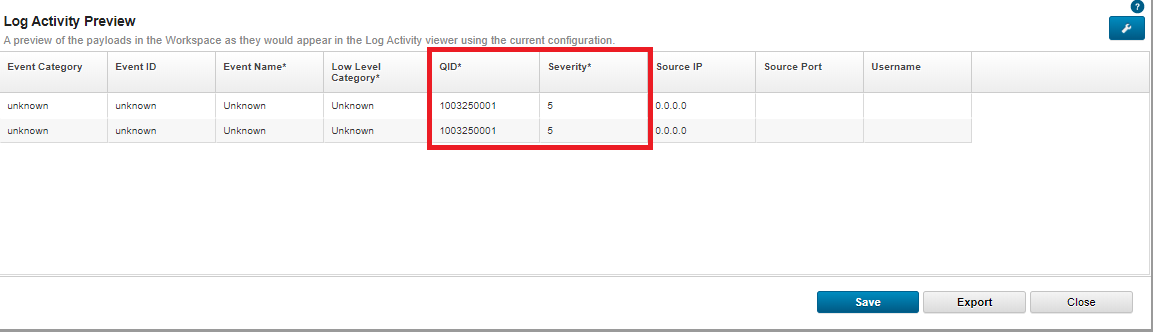 ?
Log Activity Preview
A preview of the payloads in the Workspace as they would appear in the Log Activity viewer using the current configuration.
Event Category Event ID Event Name* Low Level Category* QID* Severity* Source IP Source Port Username
unknown unknown Unknown Unknown 1003250001 5 0.0.0.0
unknown unknown Unknown Unknown 1003250001 5 0.0.0.0
Save Export Close